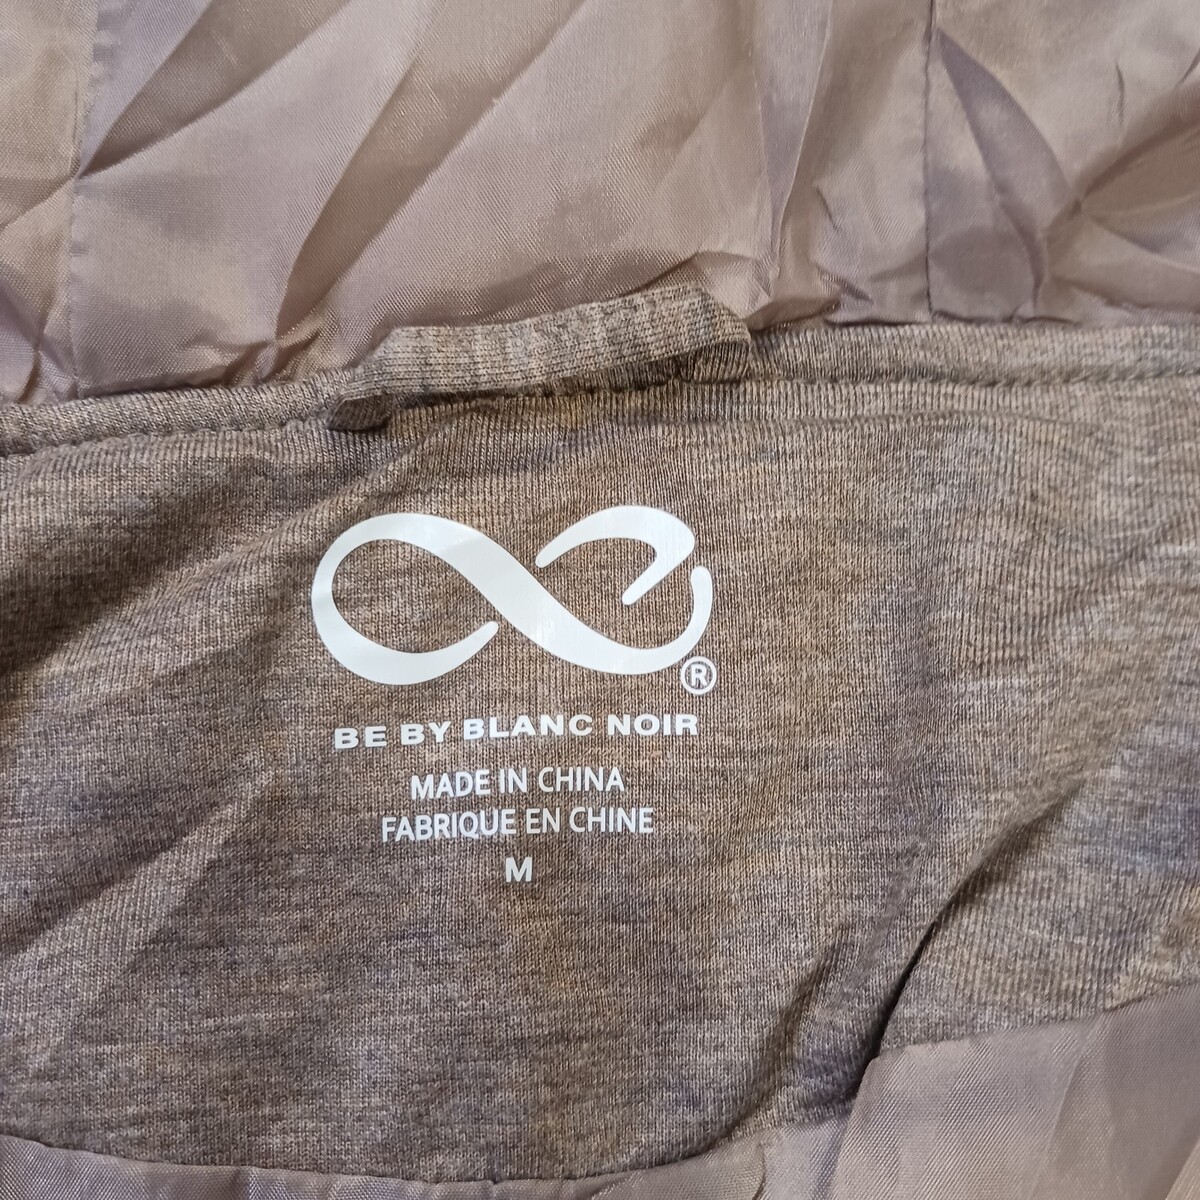 ®
BE BY BLANC NOIR
MADE IN CHINA
FABRIQUE EN CHINE
M